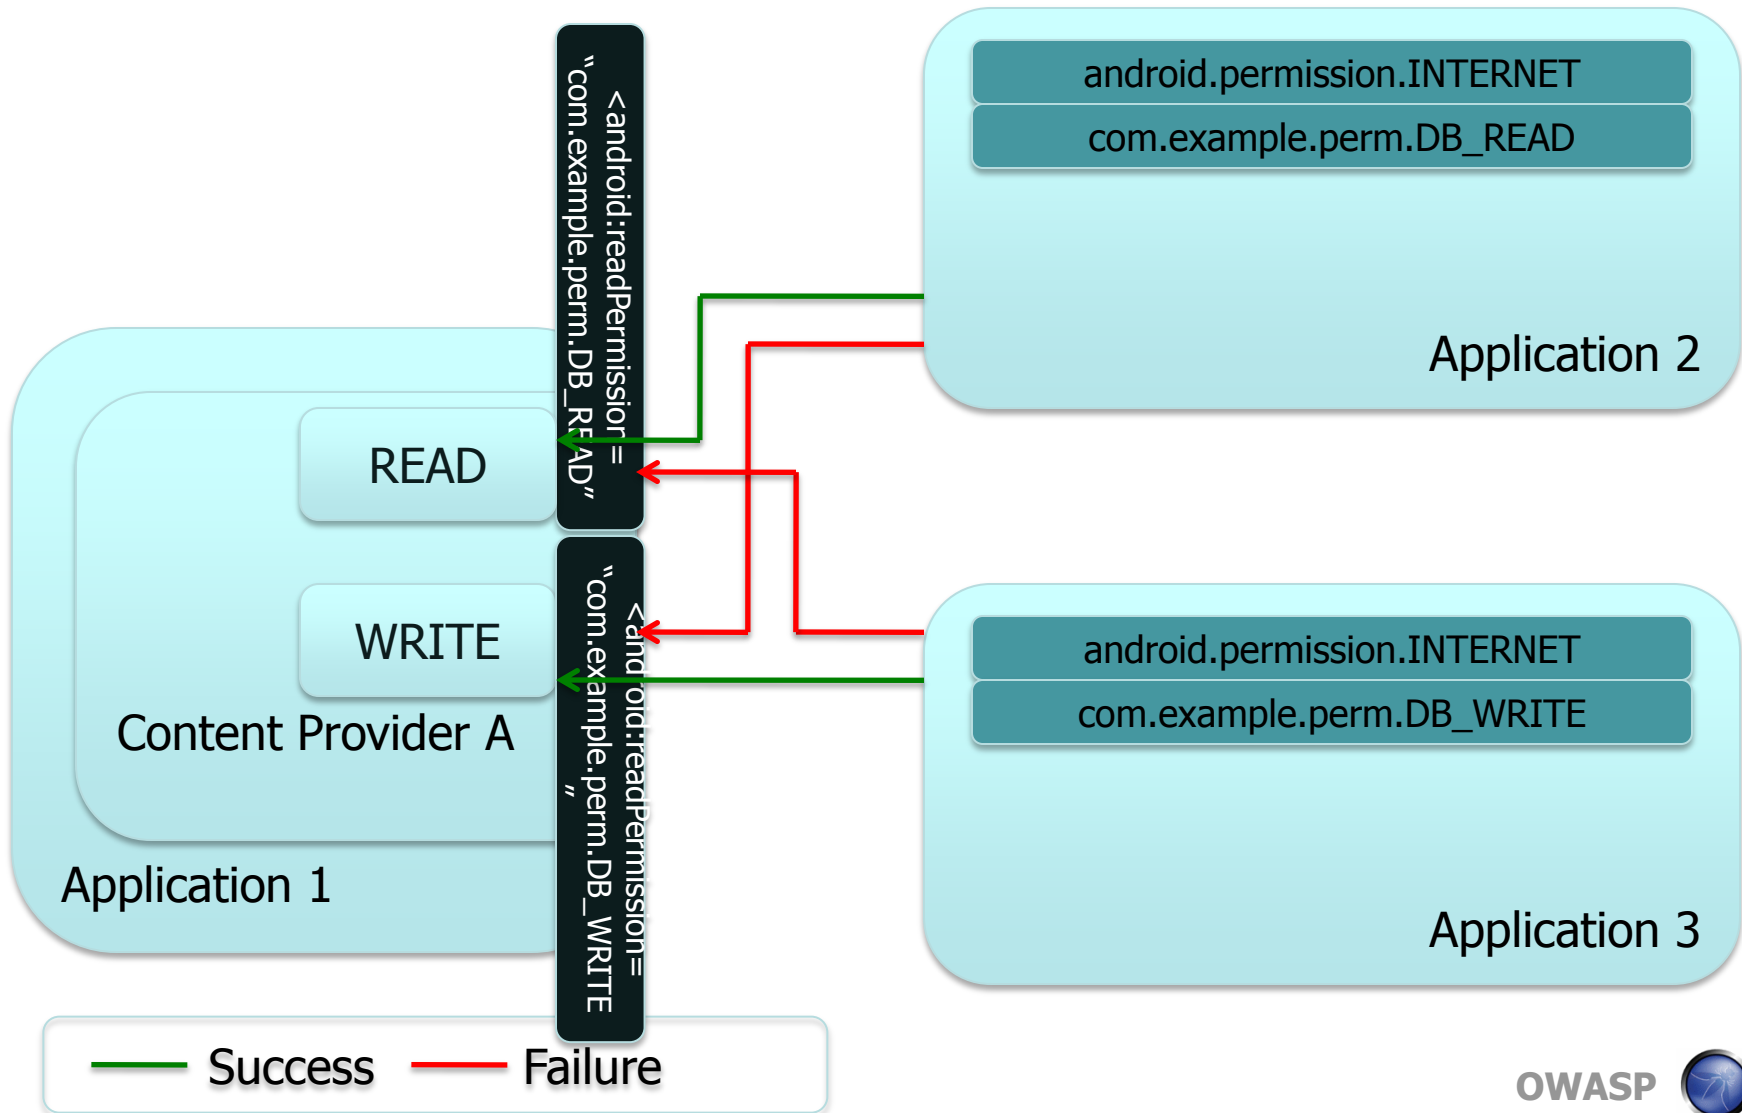 <android:readPermission=
“com.example.perm.DB_READ”
android.permission.INTERNET
com.example.perm.DB_READ
Application 2
READ
WRITE
Content Provider A
Application 1
<android:readPermission=
“com.example.perm.DB_WRITE
”
android.permission.INTERNET
com.example.perm.DB_WRITE
Application 3
Success
Failure
OWASP